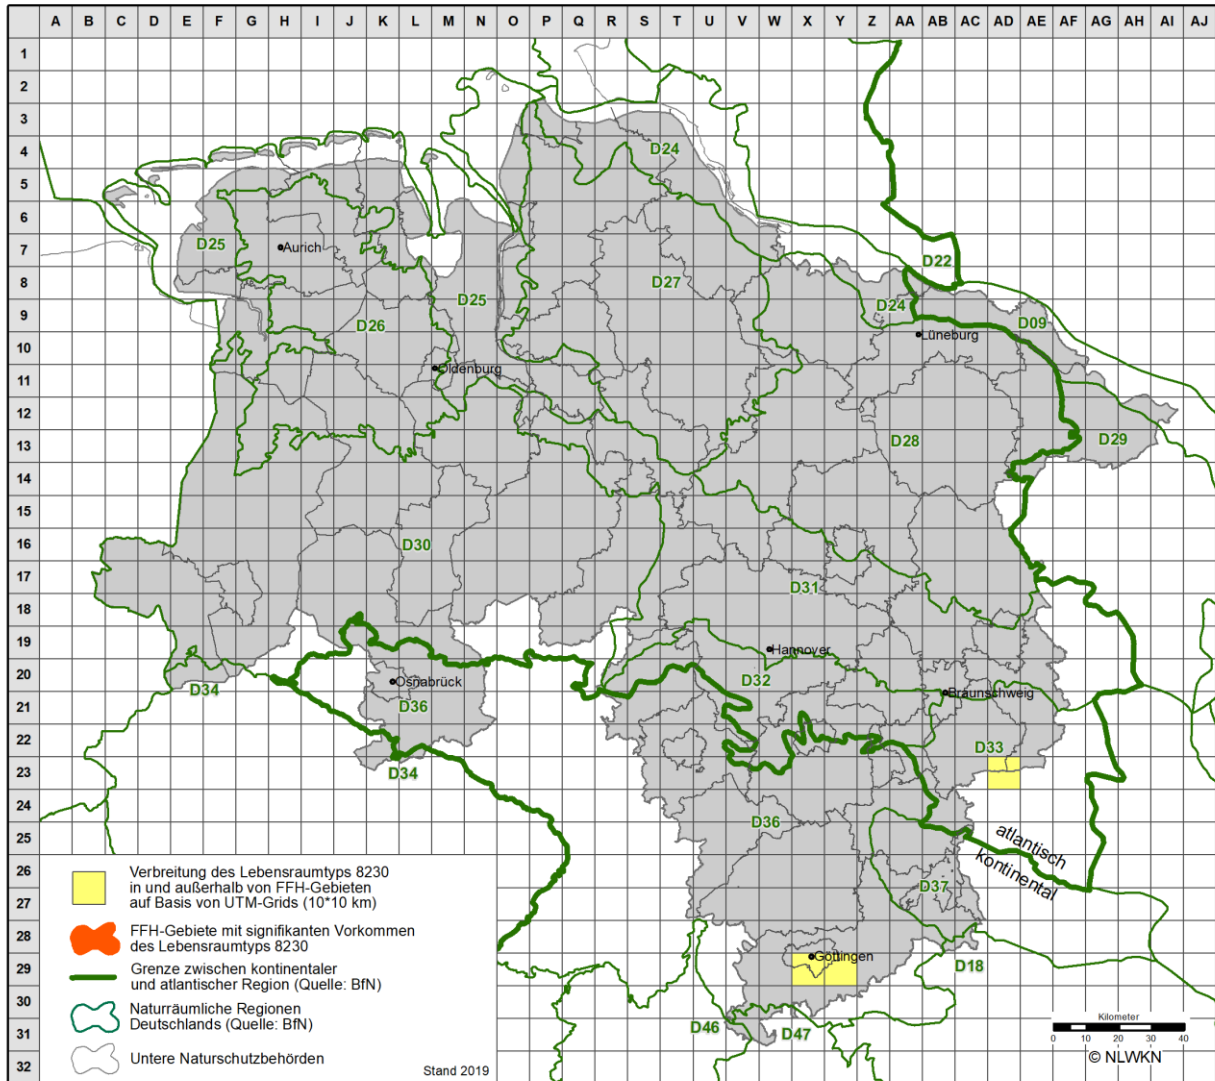 A B C D E F G H I J K L M N O P Q R S T U V W X Y Z AA AB AC AD AE AF AG AH AI AJ
1
2
3
4 D24
5
6
7 D25 Aurich D22
8 D25 D27 D24
9 D26 D09
10 Lüneburg
11 Oldenburg
12
13 D28 D29
14
15
16 D30
17 D31
18
19 Hannover
20 D34 Osnabrück D32 Braunschweig
21 D36
22 D33
23 D34
24 D36
25 atlantisch
26 kontinental
27 D37
28
29 Göttingen D18
30
31 D46 D47
32
Verbreitung des Lebensraumtyps 8230
in und außerhalb von FFH-Gebieten
auf Basis von UTM-Grids (10*10 km)
FFH-Gebiete mit signifikanten Vorkommen
des Lebensraumtyps 8230
Grenze zwischen kontinentaler
und atlantischer Region (Quelle: BfN)
Naturräumliche Regionen
Deutschlands (Quelle: BfN)
Untere Naturschutzbehörden
Stand 2019
Kilometer
0 5 10 20 30 40
© NLWKN